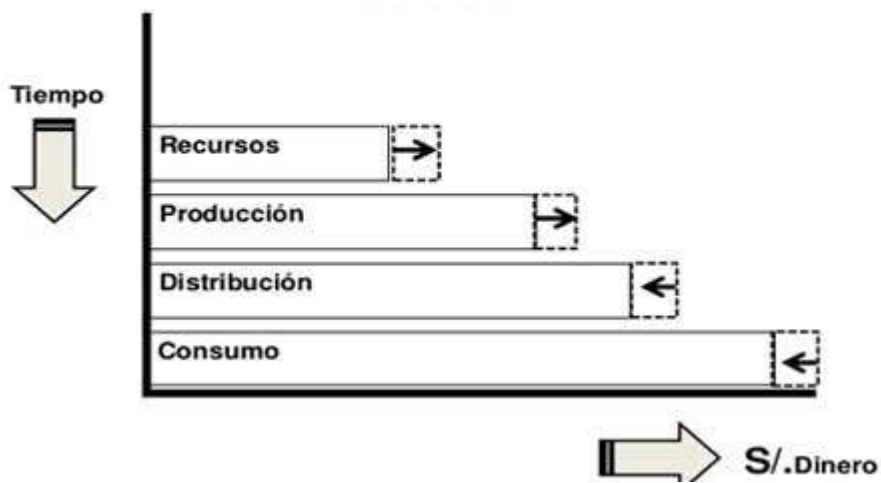 Tiempo
Recursos
Producción
Distribución
Consumo
S/.Dinero